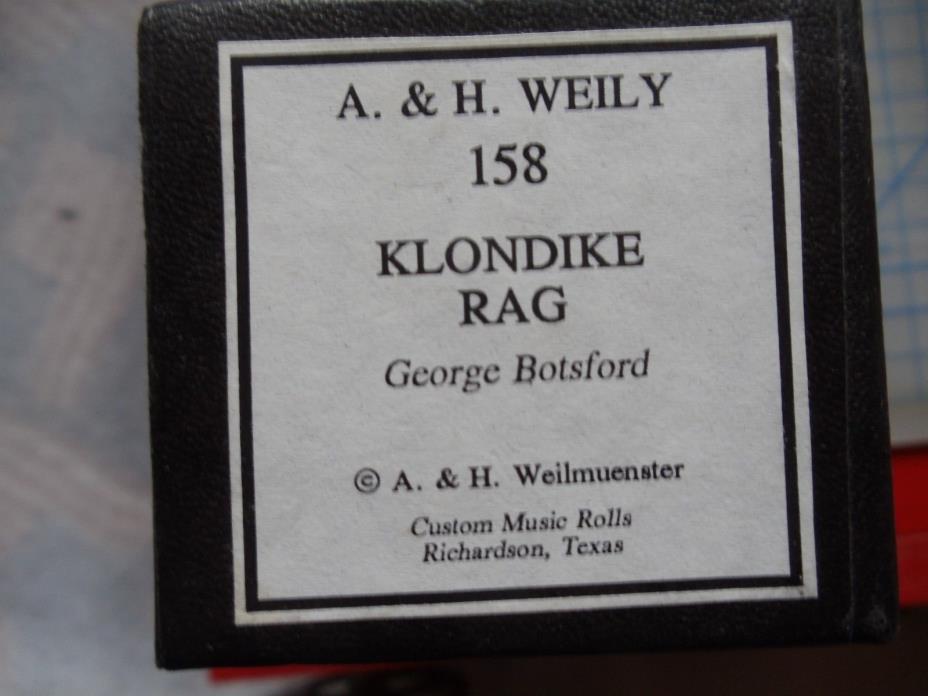 A. & H. WEILY
158
KLONDIKE
RAG
George Botsford
© A. & H. Weilmuenster
Custom Music Rolls
Richardson, Texas